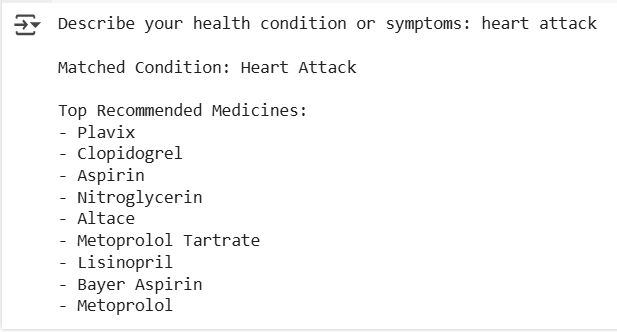 Describe your health condition or symptoms: heart attack
Matched Condition: Heart Attack
Top Recommended Medicines:
- Plavix
- Clopidogrel
- Aspirin
- Nitroglycerin
- Altace
- Metoprolol Tartrate
- Lisinopril
- Bayer Aspirin
- Metoprolol